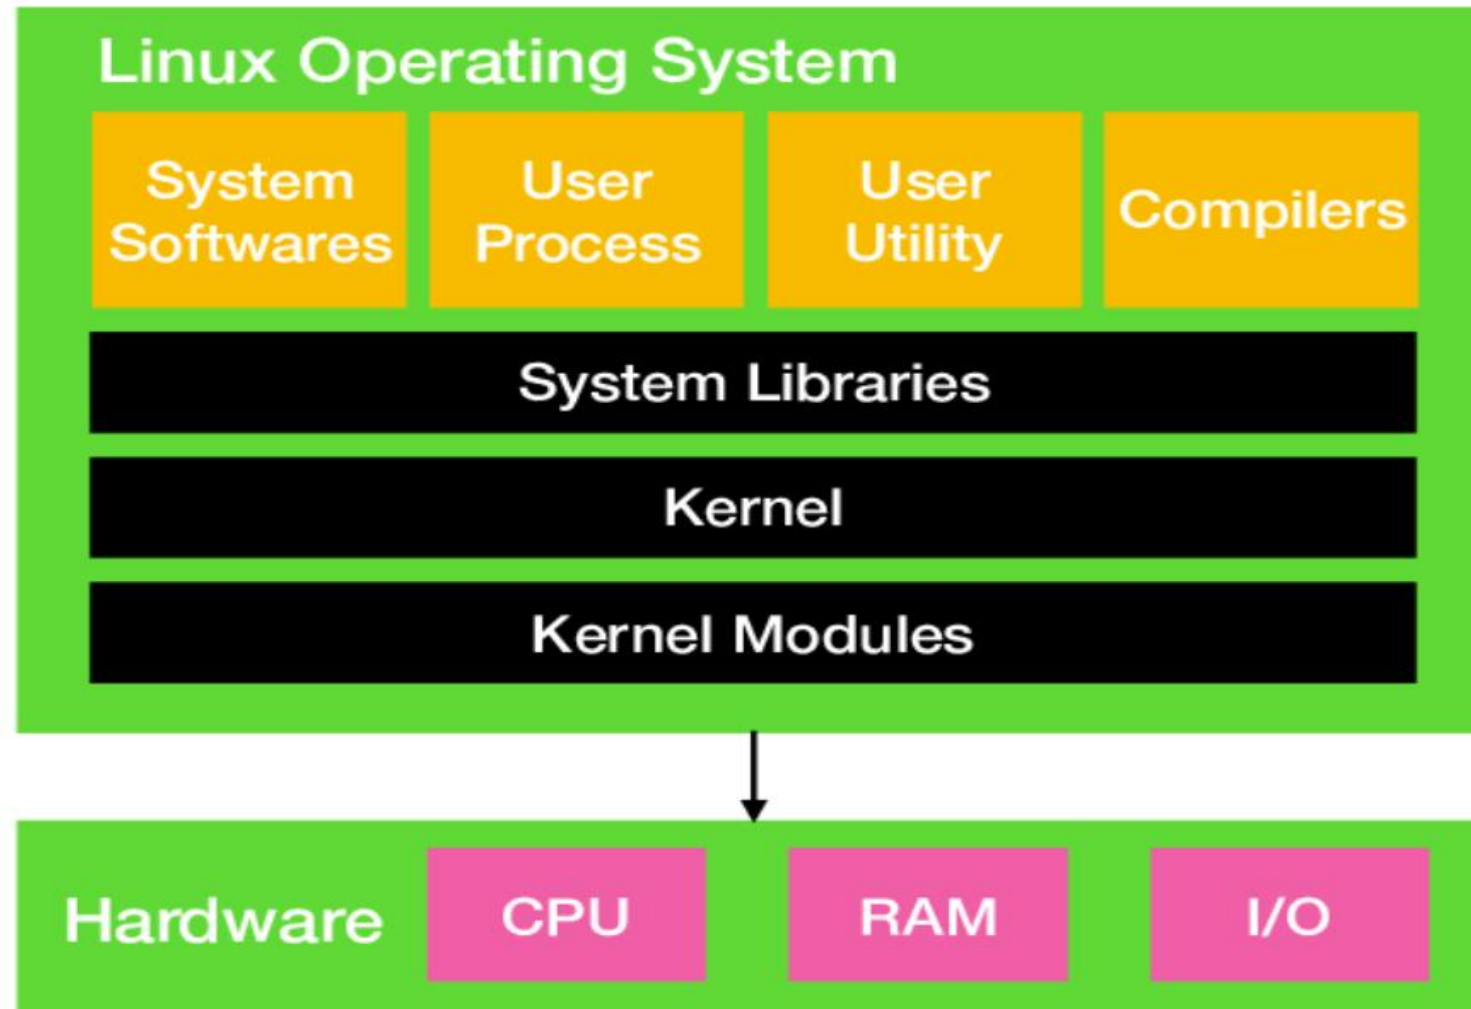 Linux Operating System
System
Softwares
User
Process
User
Utility
Compilers
System Libraries
Kernel
Kernel Modules
Hardware
CPU
RAM
I/O